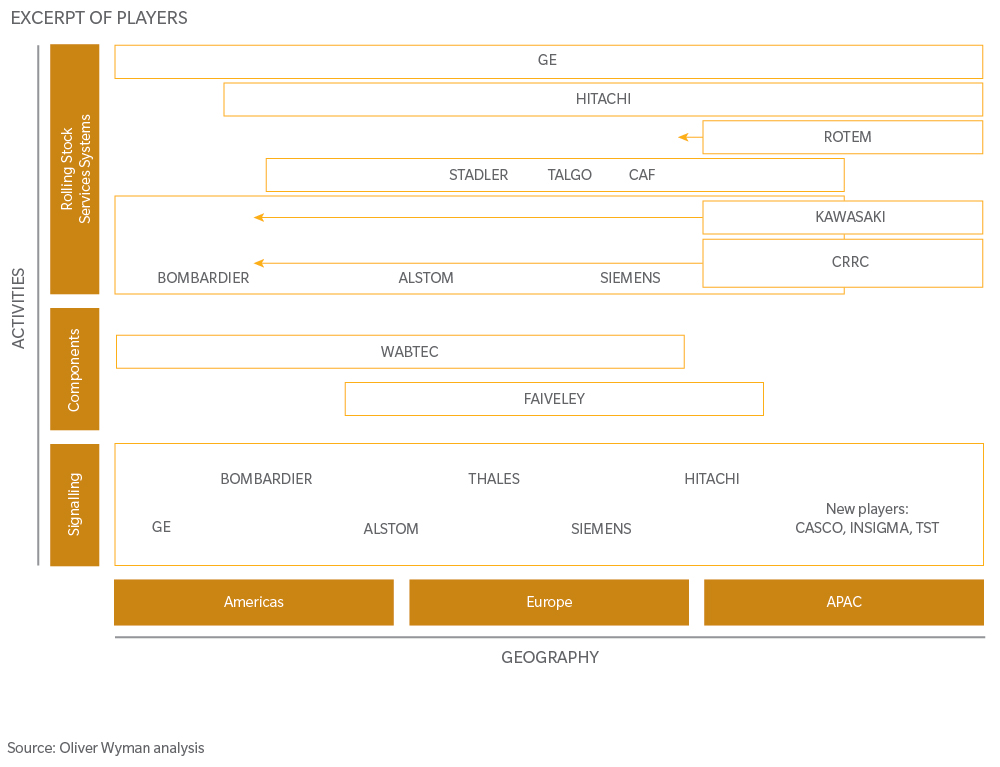 EXCERPT OF PLAYERS
ACTIVITIES
Rolling Stock
Services Systems
GE
HITACHI
ROTEM
STADLER TALGO CAF
KAWASAKI
CRRC
BOMBARDIER ALSTOM SIEMENS
Components
WABTEC
FAIVELEY
Signalling
BOMBARDIER THALES HITACHI
New players:
GE ALSTOM SIEMENS CASCO, INSIGMA, TST
Americas Europe APAC
GEOGRAPHY
Source: Oliver Wyman analysis